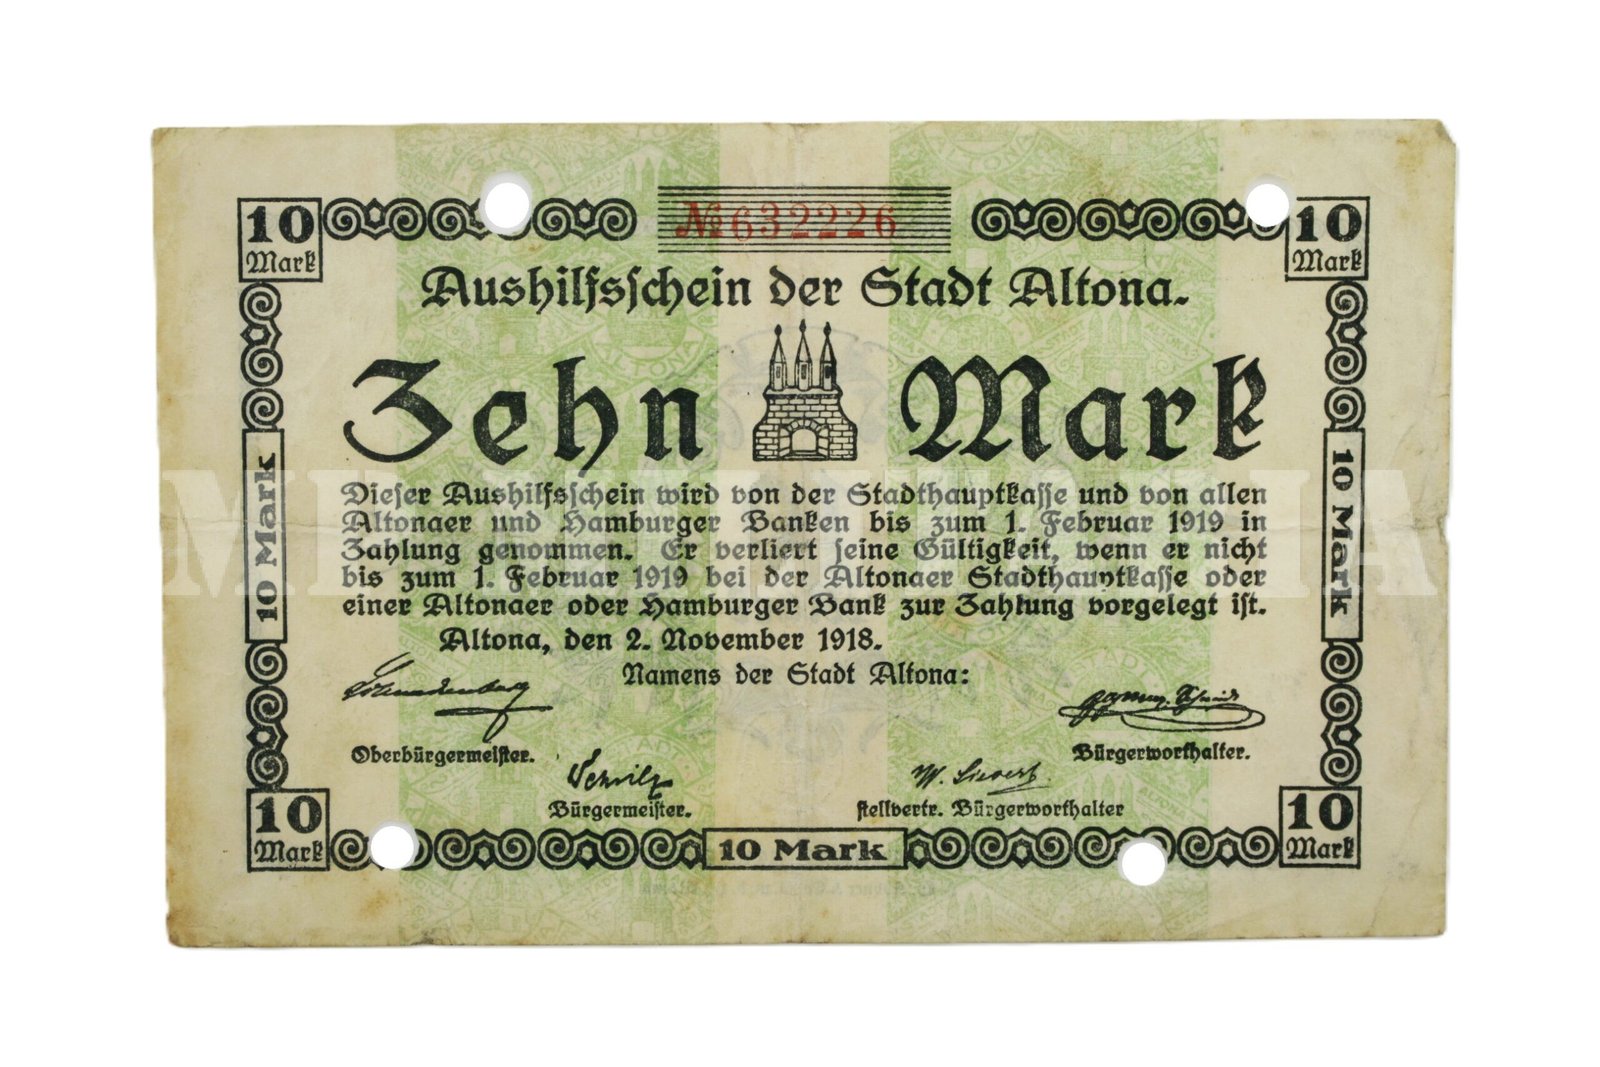 № 632226
10 Mark
10 Mark
Aushilfsschein der Stadt Altona.
Zehn Mark
Dieser Aushilfsschein wird von der Stadthauptkasse und von allen
Altonaer und Hamburger Banken bis zum 1. Februar 1919 in
Zahlung genommen. Er verliert seine Gültigkeit, wenn er nicht
bis zum 1. Februar 1919 bei der Altonaer Stadthauptkasse oder
einer Altonaer oder Hamburger Bank zur Zahlung vorgelegt ist.
Altona, den 2. November 1918.
Namens der Stadt Altona:
10 Mark
10 Mark
Oberbürgermeister.
Bürgerworthalter.
W. Sievert
Bürgermeister.
stellvertr. Bürgerworthalter
10 Mark
10 Mark
10 Mark